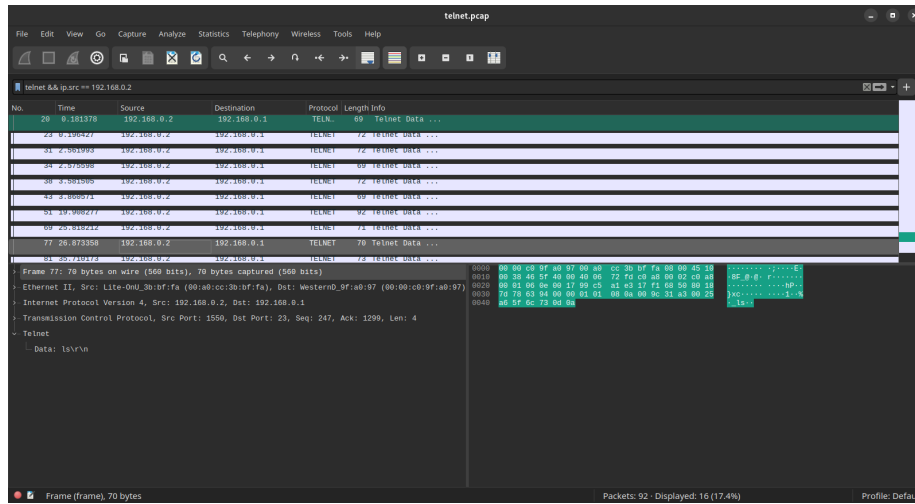 telnet.pcap
File Edit View Go Capture Analyze Statistics Telephony Wireless Tools Help
telnet && ip.src == 192.168.0.2
No. Time Source Destination Protocol Length Info
20 0.181378 192.168.0.2 192.168.0.1 TELN… 69 Telnet Data ...
23 0.196427 192.168.0.2 192.168.0.1 TELNET 72 Telnet Data ...
31 2.561993 192.168.0.2 192.168.0.1 TELNET 72 Telnet Data ...
34 2.575598 192.168.0.2 192.168.0.1 TELNET 69 Telnet Data ...
38 3.581505 192.168.0.2 192.168.0.1 TELNET 72 Telnet Data ...
43 3.860571 192.168.0.2 192.168.0.1 TELNET 69 Telnet Data ...
51 19.908277 192.168.0.2 192.168.0.1 TELNET 92 Telnet Data ...
69 25.818212 192.168.0.2 192.168.0.1 TELNET 71 Telnet Data ...
77 26.873358 192.168.0.2 192.168.0.1 TELNET 70 Telnet Data ...
81 35.710173 192.168.0.2 192.168.0.1 TELNET 73 Telnet Data ...
Frame 77: 70 bytes on wire (560 bits), 70 bytes captured (560 bits)
Ethernet II, Src: Lite-OnU_3b:bf:fa (00:a0:cc:3b:bf:fa), Dst: WesternD_9f:a0:97 (00:00:c0:9f:a0:97)
Internet Protocol Version 4, Src: 192.168.0.2, Dst: 192.168.0.1
Transmission Control Protocol, Src Port: 1550, Dst Port: 23, Seq: 247, Ack: 1299, Len: 4
Telnet
Data: ls\r\n
0000 00 00 c0 9f a0 97 00 a0 cc 3b bf fa 08 00 45 10 ········ ·;····E·
0010 00 38 46 5f 40 00 40 06 72 fd c0 a8 00 02 c0 a8 ·8F_@·@· r·······
0020 00 01 06 0e 00 17 99 c5 a1 e3 17 f1 68 50 80 18 ········ ····hP··
0030 7d 78 63 94 00 00 01 01 08 0a 00 9c 31 a3 00 25 }xc····· ····1··%
0040 a6 5f 6c 73 0d 0a ·_ls··
Frame (frame), 70 bytes
Packets: 92 · Displayed: 16 (17.4%)
Profile: Defau